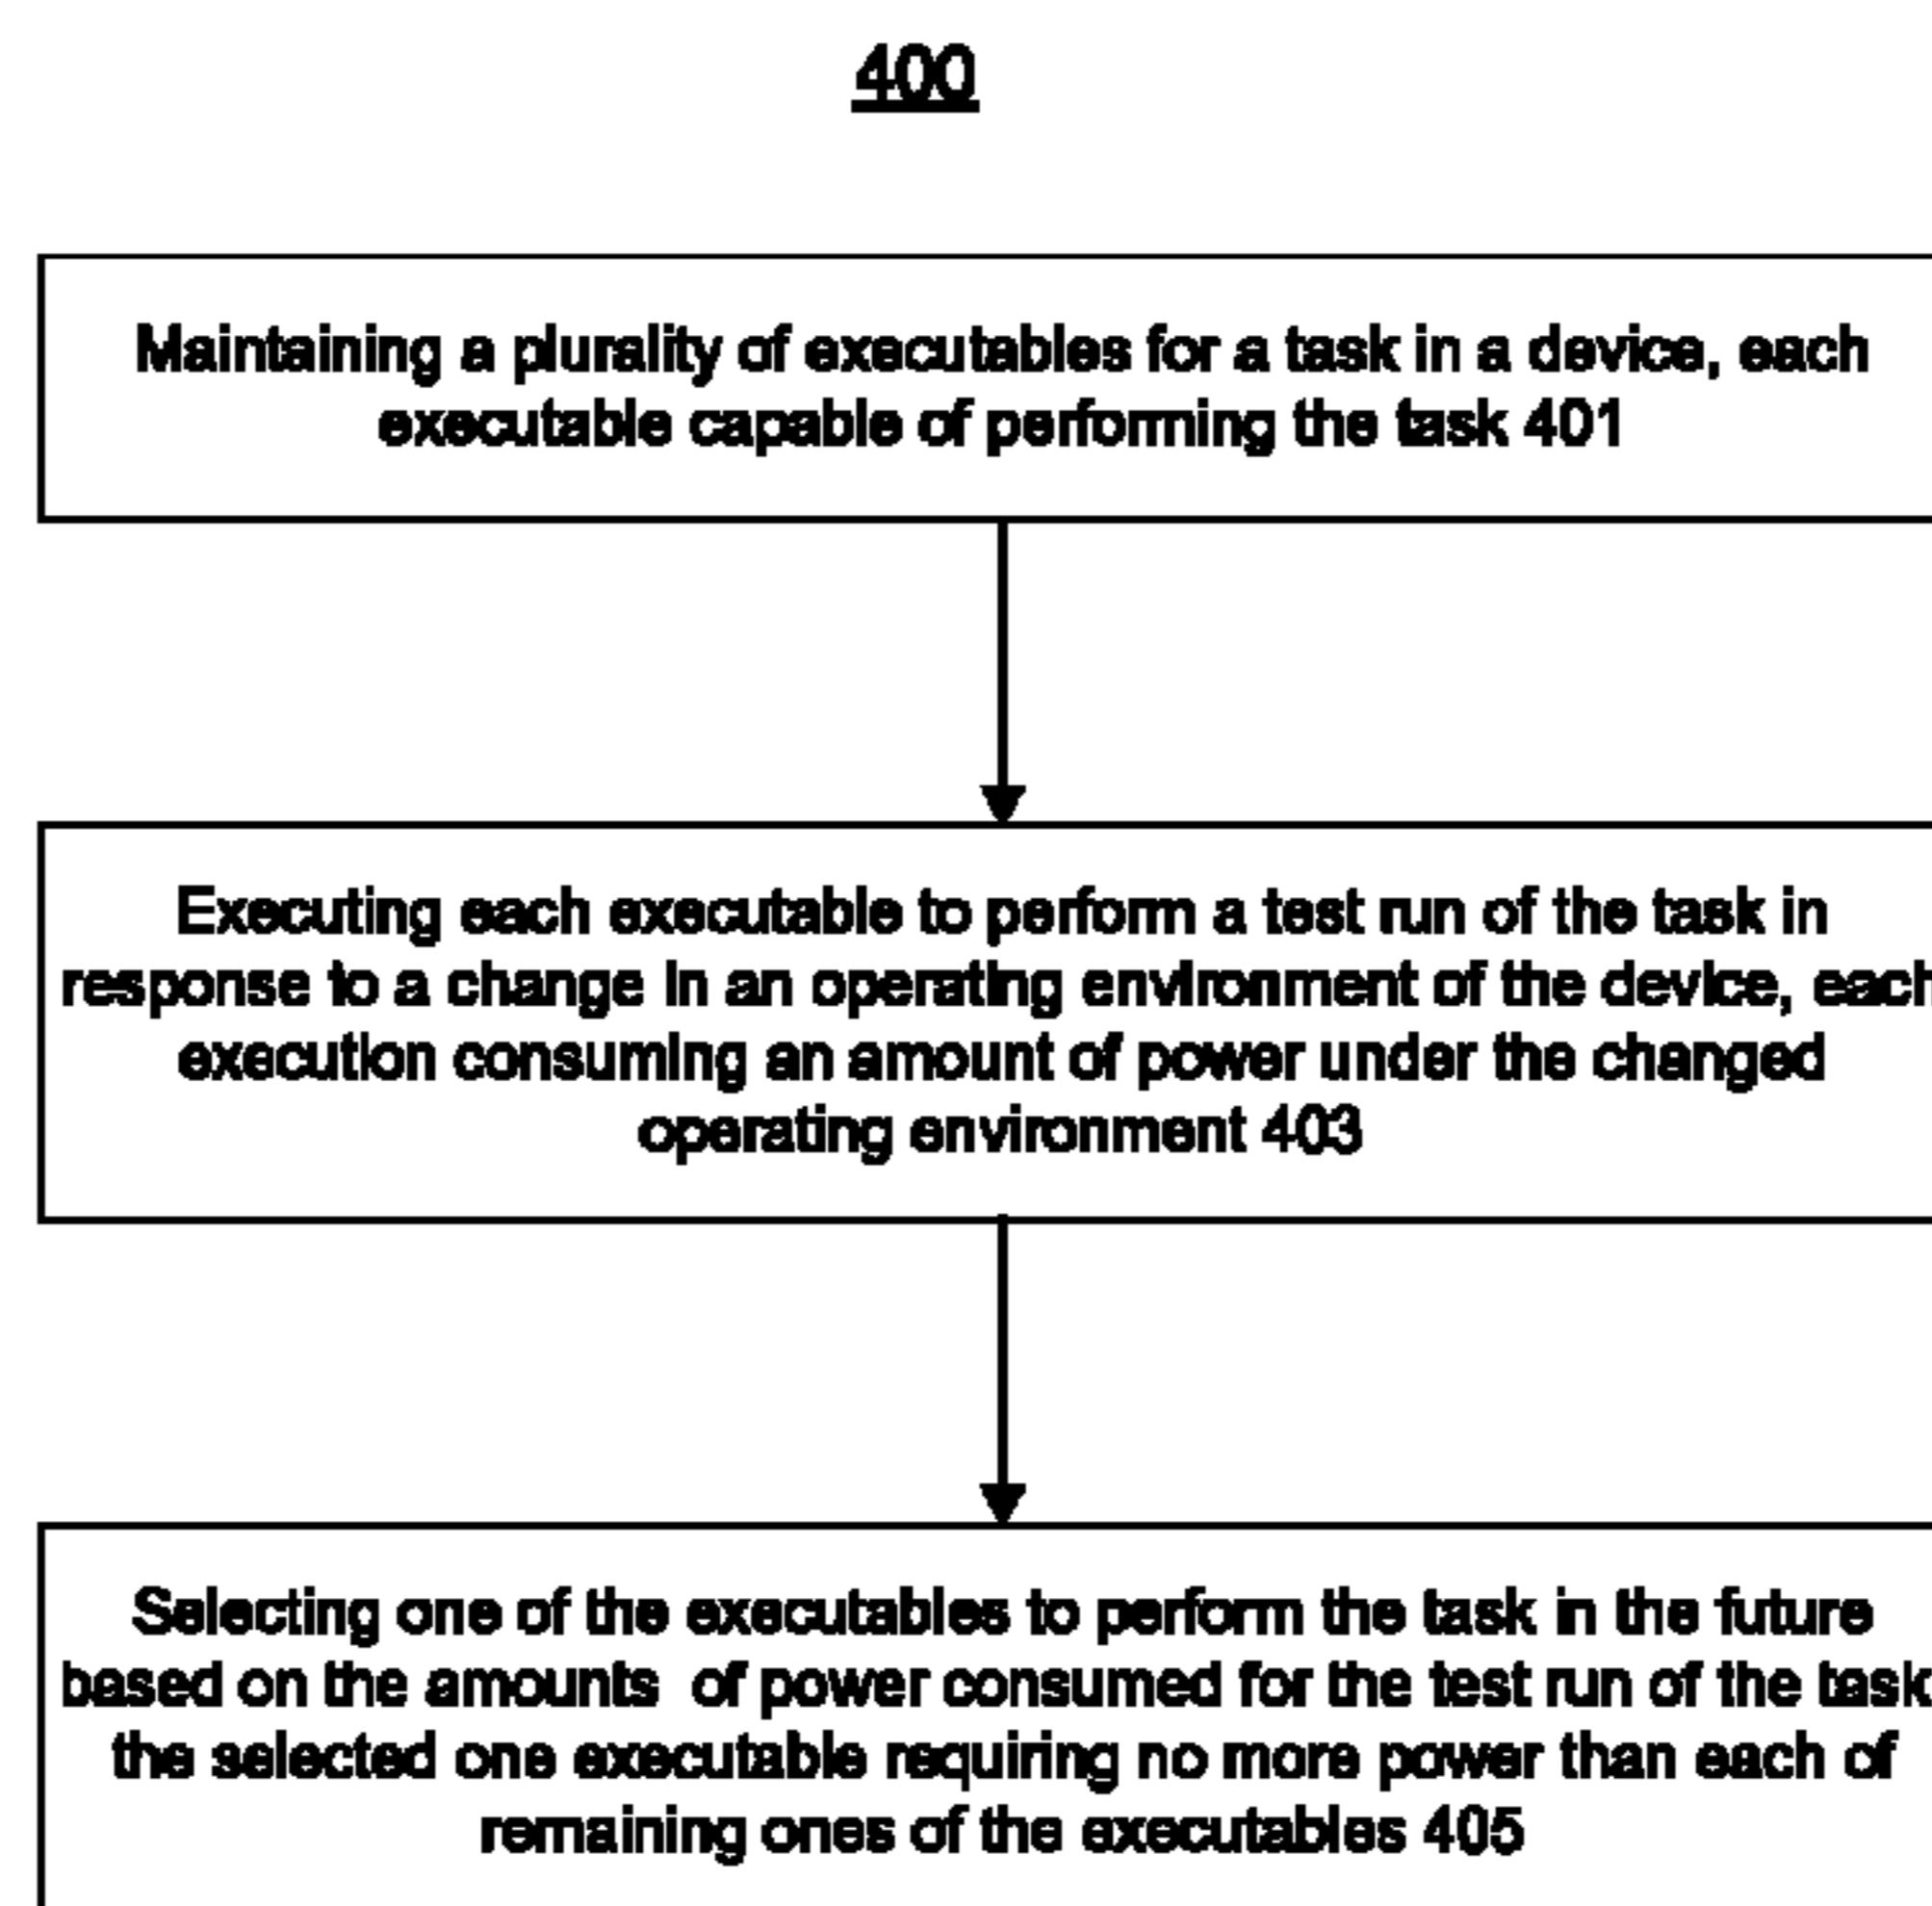 400
Maintaining a plurality of executables for a task in a device, each
executable capable of performing the task 401
Executing each executable to perform a test run of the task in
response to a change in an operating environment of the device, each
execution consuming an amount of power under the changed
operating environment 403
Selecting one of the executables to perform the task in the future
based on the amounts of power consumed for the test run of the task
the selected one executable requiring no more power than each of
remaining ones of the executables 405